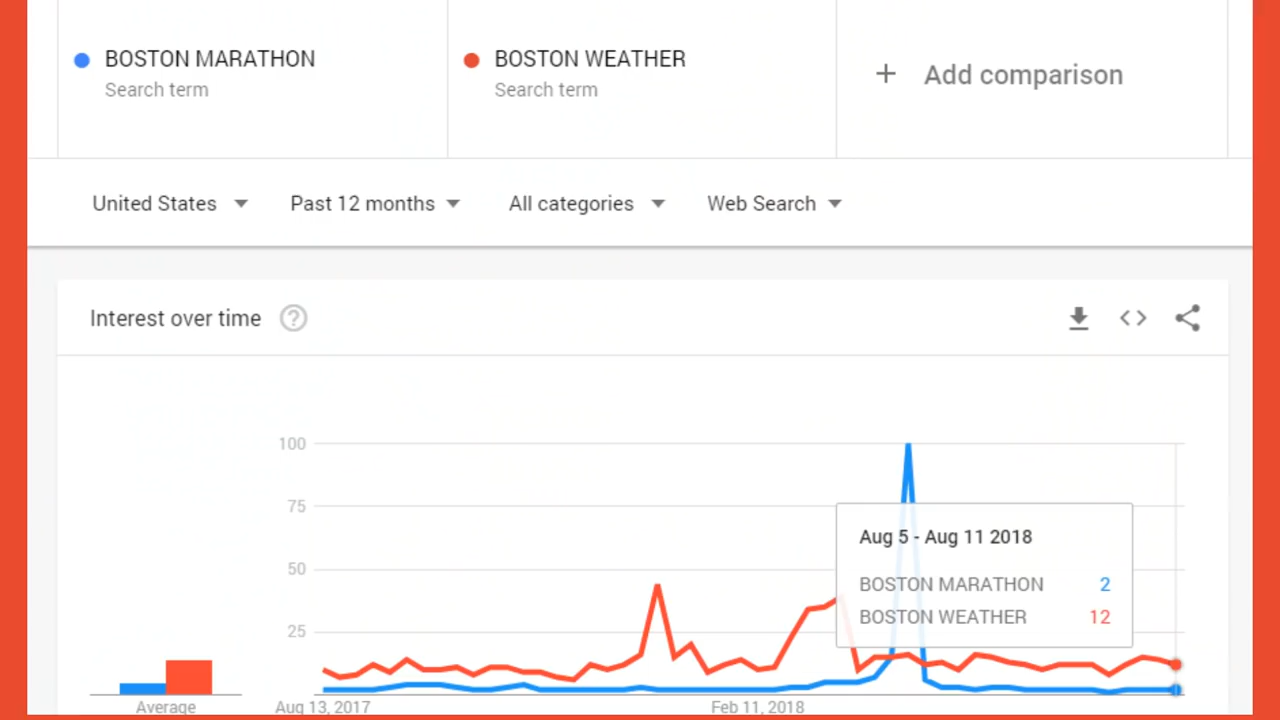 BOSTON MARATHON
Search term
BOSTON WEATHER
Search term
+ Add comparison
United States
Past 12 months
All categories
Web Search
Interest over time
?
100
75
50
25
Aug 5 - Aug 11 2018
BOSTON MARATHON 2
BOSTON WEATHER 12
Average
Aug 13, 2017
Feb 11, 2018